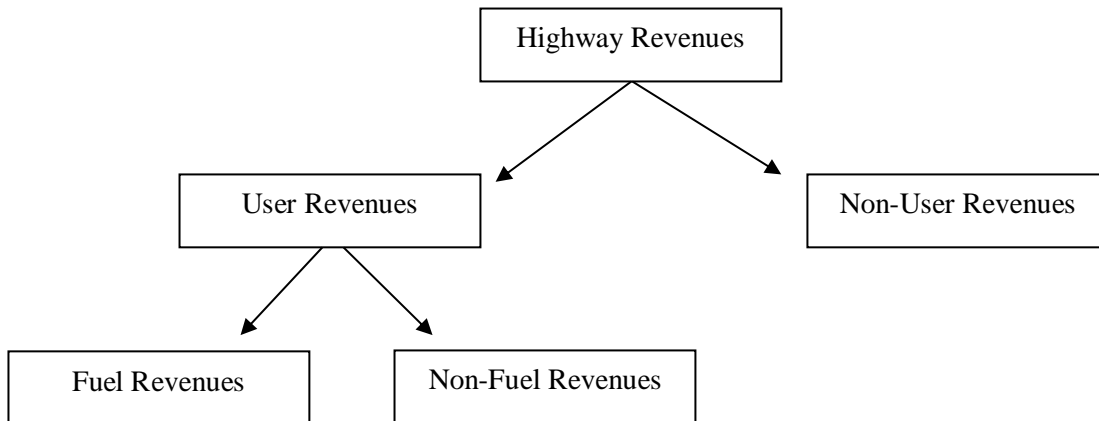 Highway Revenues
User Revenues
Non-User Revenues
Fuel Revenues
Non-Fuel Revenues